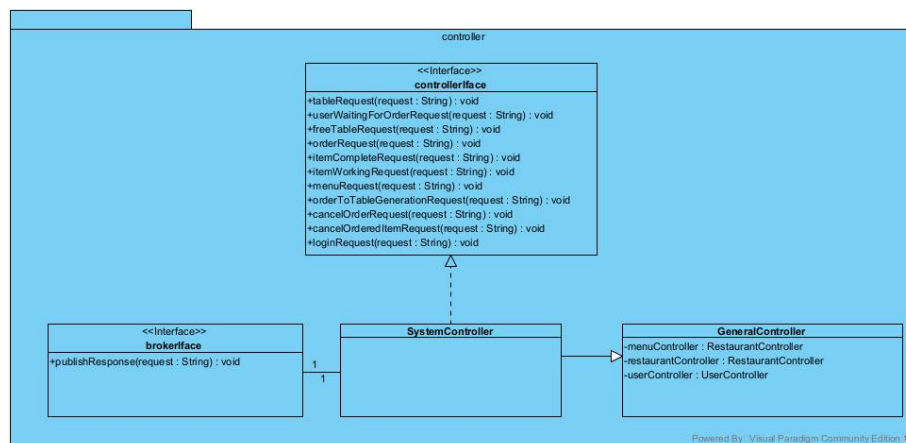 controller
<<Interface>>
controllerIface
+tableRequest(request : String) : void
+userWaitingForOrderRequest(request : String) : void
+freeTableRequest(request : String) : void
+orderRequest(request : String) : void
+itemCompleteRequest(request : String) : void
+itemWorkingRequest(request : String) : void
+menuRequest(request : String) : void
+orderToTableGenerationRequest(request : String) : void
+cancelOrderRequest(request : String) : void
+cancelOrderedItemRequest(request : String) : void
+loginRequest(request : String) : void
<<Interface>>
brokerIface
+publishResponse(request : String) : void
1
1
SystemController
GeneralController
-menuController : RestaurantController
-restaurantController : RestaurantController
-userController : UserController
Powered By Visual Paradigm Community Edition